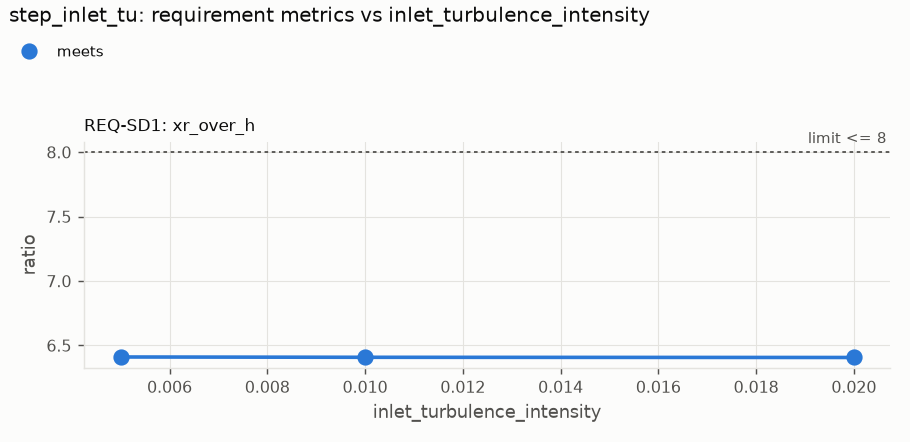 step_inlet_tu: requirement metrics vs inlet_turbulence_intensity
meets
REQ-SD1: xr_over_h
limit <= 8
8.0
7.5
7.0
6.5
ratio
0.006 0.008 0.010 0.012 0.014 0.016 0.018 0.020
inlet_turbulence_intensity